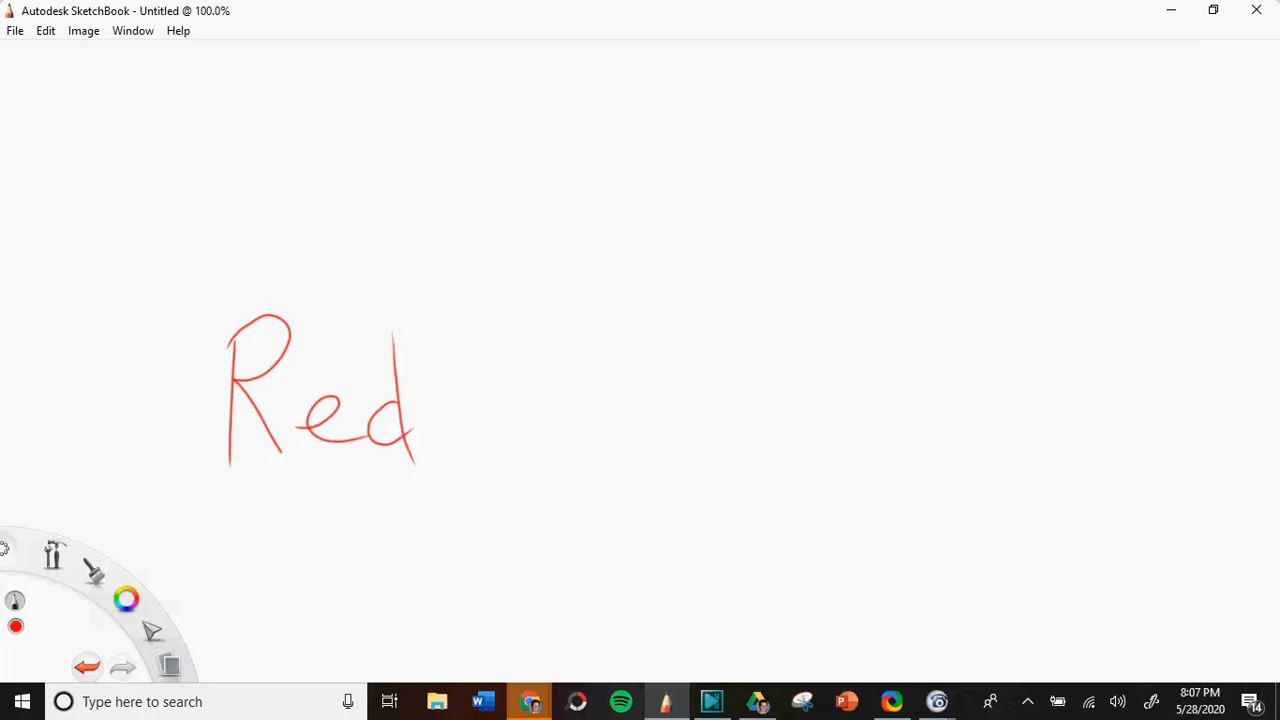 Autodesk SketchBook - Untitled @ 100.0%
File Edit Image Window Help
Red
Type here to search
8:07 PM
5/28/2020
14